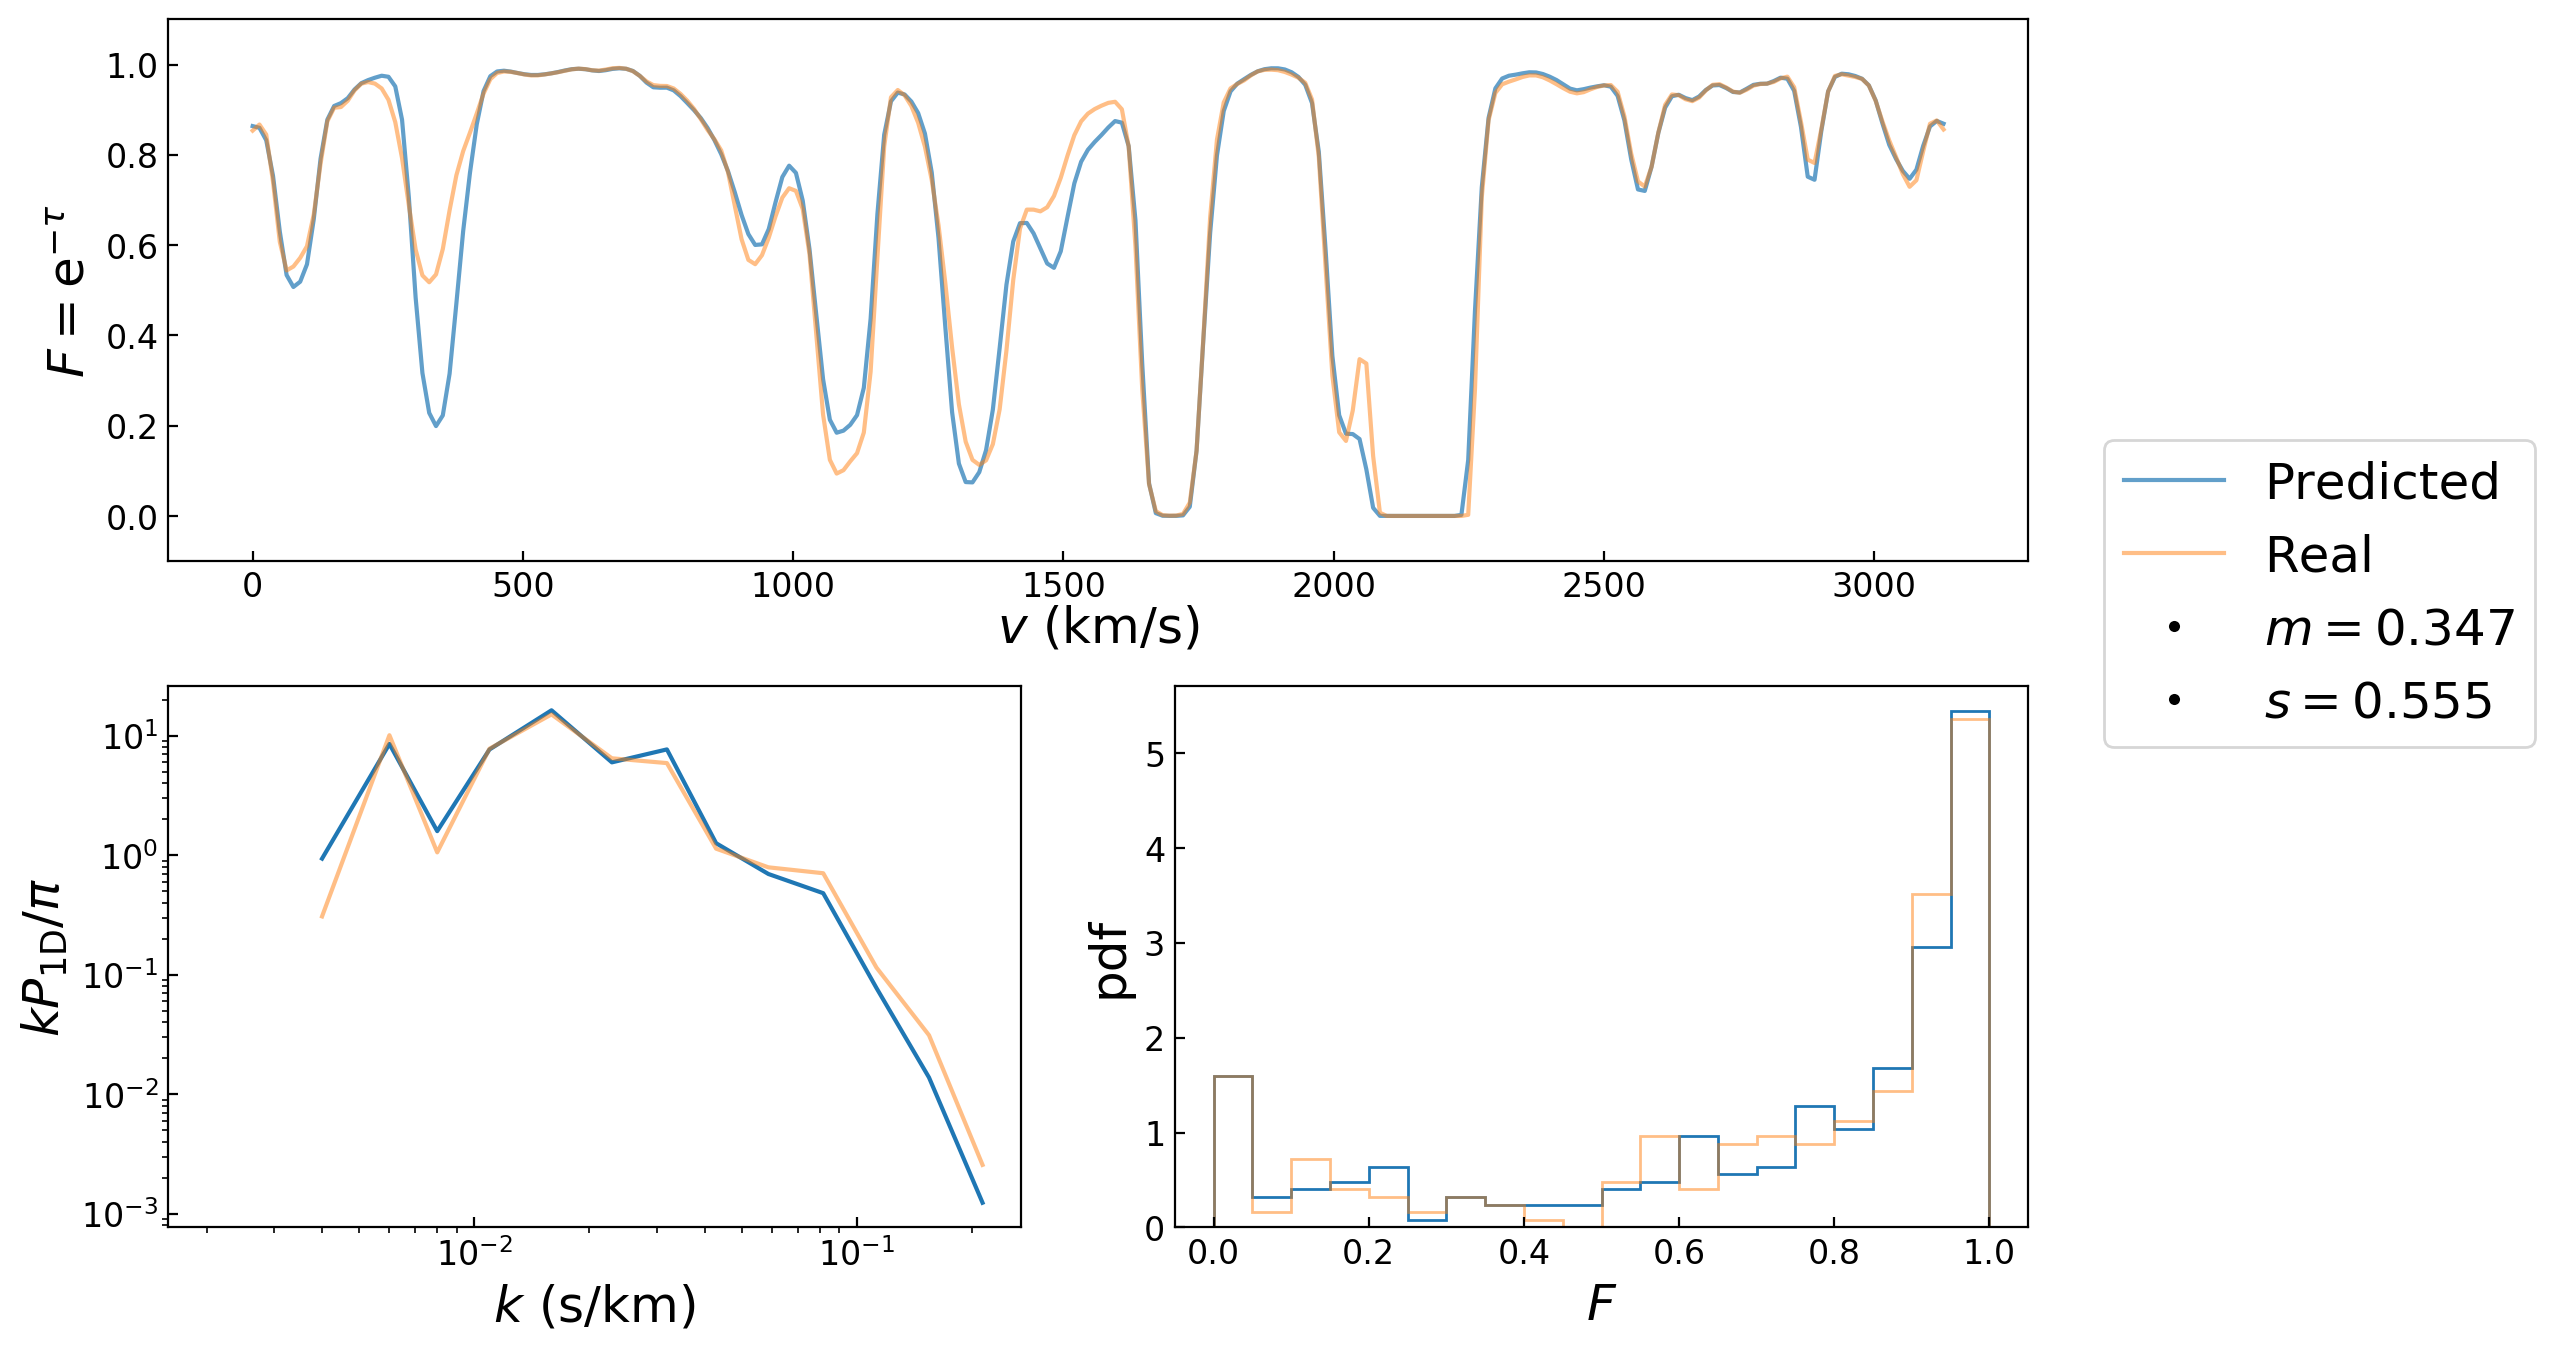 1.0
0.8
0.6
0.4
0.2
0.0
F = e^{−τ}
0 500 1000 1500 2000 2500 3000
v (km/s)
Predicted
Real
m = 0.347
s = 0.555
10^1
10^0
10^{−1}
10^{−2}
10^{−3}
kP_{1D}/π
10^{−2} 10^{−1}
k (s/km)
5
4
3
2
1
0
pdf
0.0 0.2 0.4 0.6 0.8 1.0
F